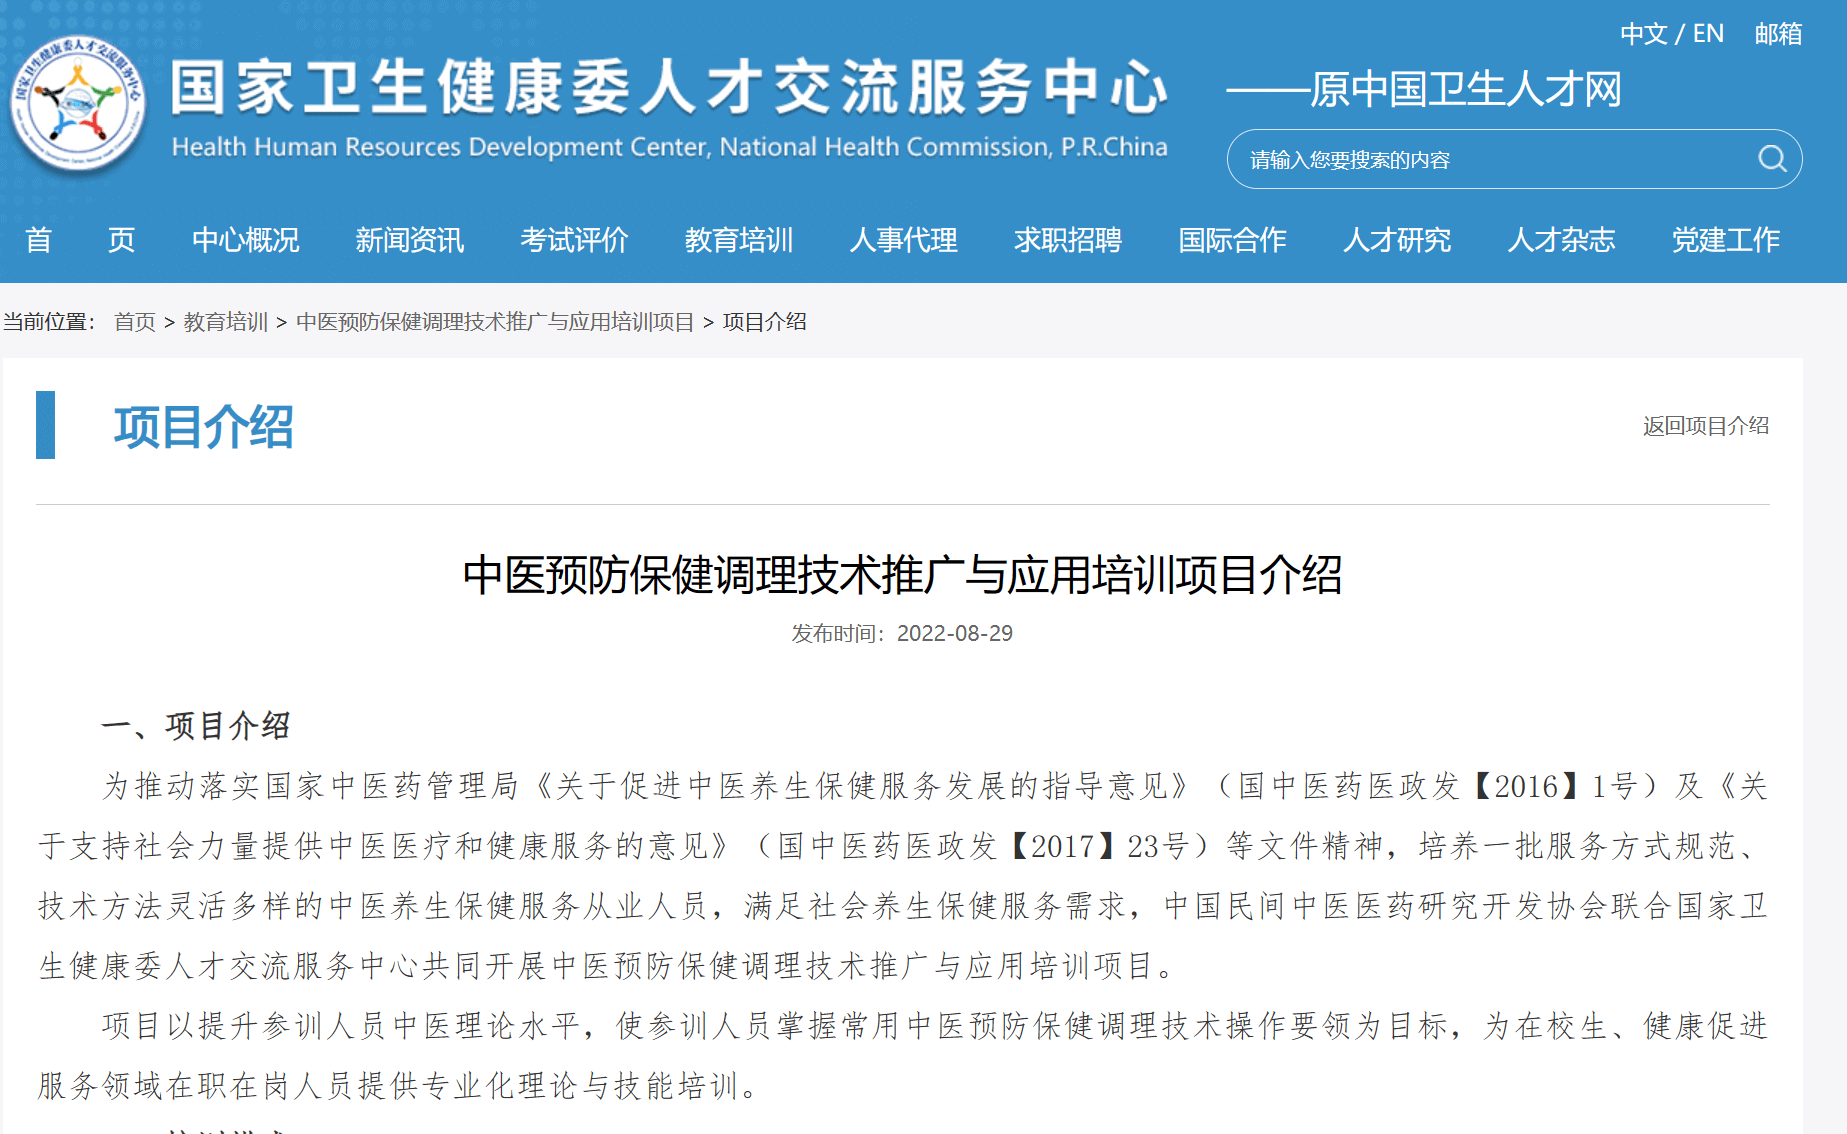 中文 / EN 邮箱
国家卫生健康委人才交流服务中心
——原中国卫生人才网
Health Human Resources Development Center, National Health Commission, P.R.China
请输入您要搜索的内容
首 页 中心概况 新闻资讯 考试评价 教育培训 人事代理 求职招聘 国际合作 人才研究 人才杂志 党建工作
当前位置： 首页 > 教育培训 > 中医预防保健调理技术推广与应用培训项目 > 项目介绍
项目介绍
返回项目介绍
中医预防保健调理技术推广与应用培训项目介绍
发布时间：2022-08-29
一、项目介绍
为推动落实国家中医药管理局《关于促进中医养生保健服务发展的指导意见》（国中医药医政发【2016】1号）及《关
于支持社会力量提供中医医疗和健康服务的意见》（国中医药医政发【2017】23号）等文件精神，培养一批服务方式规范、
技术方法灵活多样的中医养生保健服务从业人员，满足社会养生保健服务需求，中国民间中医医药研究开发协会联合国家卫
生健康委人才交流服务中心共同开展中医预防保健调理技术推广与应用培训项目。
项目以提升参训人员中医理论水平，使参训人员掌握常用中医预防保健调理技术操作要领为目标，为在校生、健康促进
服务领域在职在岗人员提供专业化理论与技能培训。